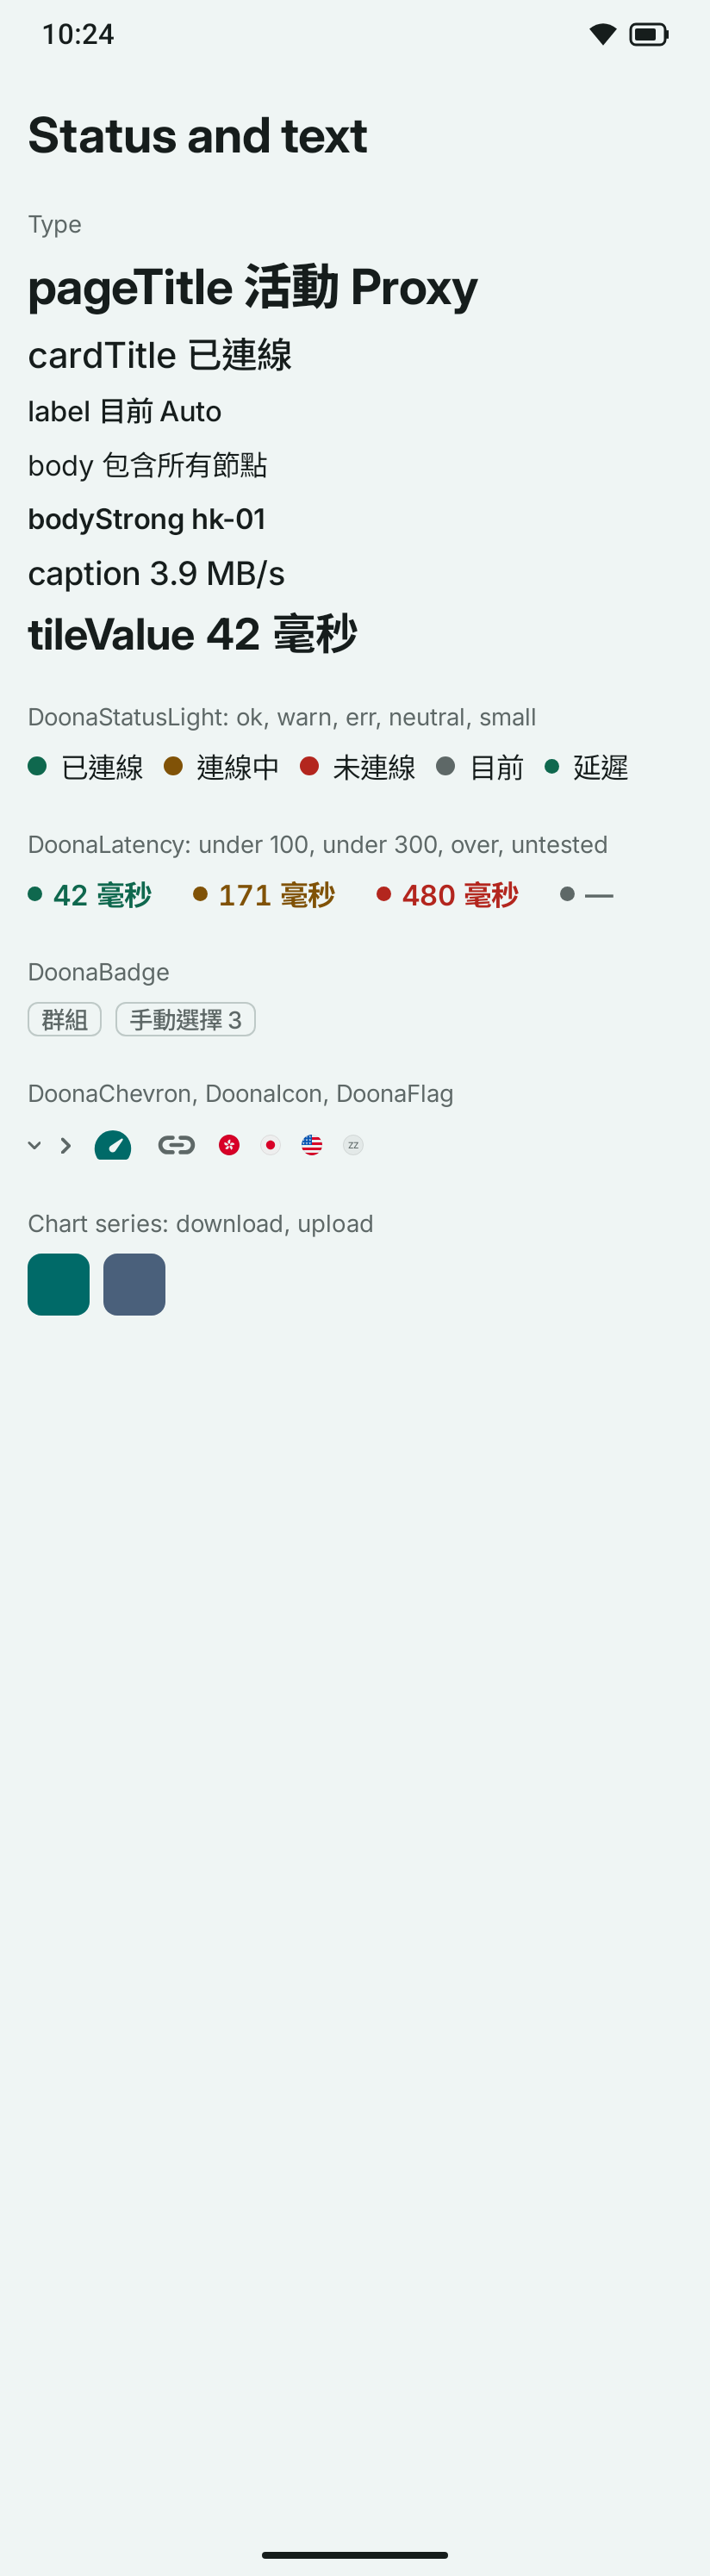 10:24
Status and text
Type
pageTitle 活動 Proxy
cardTitle 已連線
label 目前 Auto
body 包含所有節點
bodyStrong hk-01
caption 3.9 MB/s
tileValue 42 毫秒
DoonaStatusLight: ok, warn, err, neutral, small
已連線 連線中 未連線 目前 延遲
DoonaLatency: under 100, under 300, over, untested
42 毫秒 171 毫秒 480 毫秒 —
DoonaBadge
群組 手動選擇 3
DoonaChevron, DoonaIcon, DoonaFlag
ZZ
Chart series: download, upload